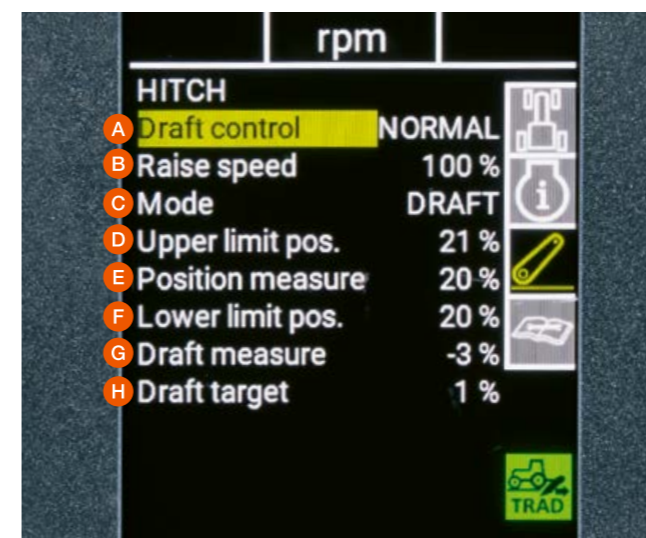 rpm
HITCH
A Draft control NORMAL
B Raise speed 100 %
C Mode DRAFT
D Upper limit pos. 21 %
E Position measure 20 %
F Lower limit pos. 20 %
G Draft measure -3 %
H Draft target 1 %
i
TRAD